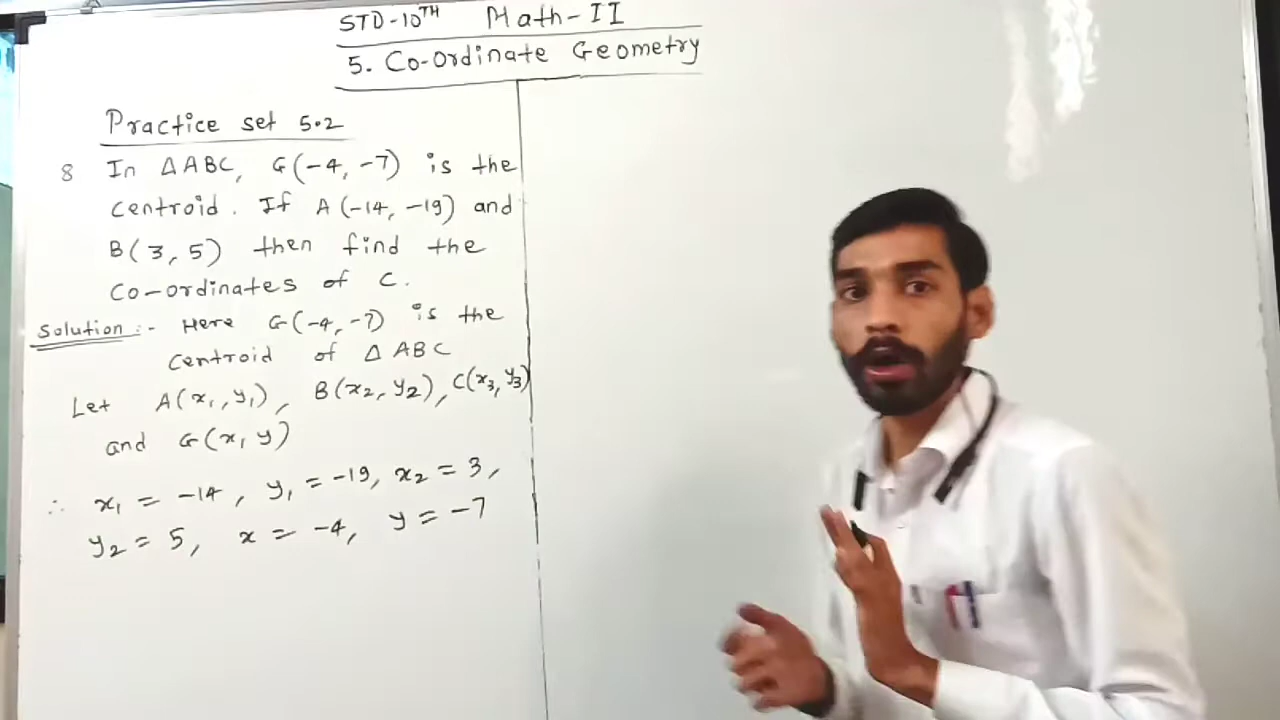 STD-10TH Math-II
5. Co-Ordinate Geometry
Practice set 5.2
8 In △ABC, G(-4, -7) is the
centroid. If A(-14, -19) and
B(3, 5) then find the
Co-ordinates of C.
Solution :- Here G(-4, -7) is the
centroid of △ABC
Let A(x₁, y₁), B(x₂, y₂), C(x₃, y₃)
and G(x, y)
∴ x₁ = -14, y₁ = -19, x₂ = 3,
y₂ = 5, x = -4, y = -7